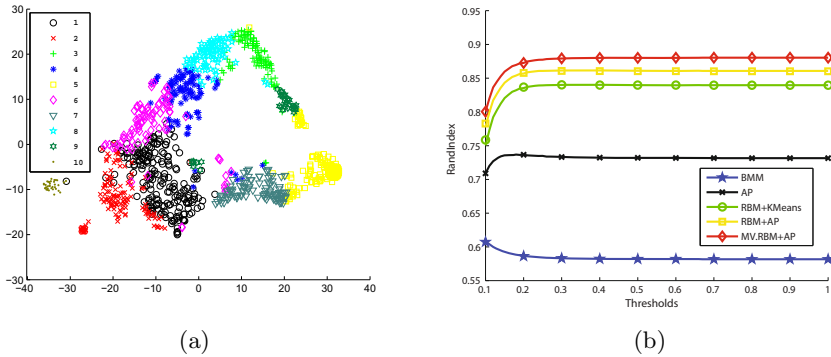 30
20
10
0
−10
−20
−30
−40 −30 −20 −10 0 10 20 30 40
1
2
3
4
5
6
7
8
9
10
(a)
0.95
0.9
0.85
0.8
0.75
0.7
0.65
0.6
0.55
0.1 0.2 0.3 0.4 0.5 0.6 0.7 0.8 0.9 1
RandIndex
Thresholds
BMM
AP
RBM+KMeans
RBM+AP
MV.RBM+AP
(b)